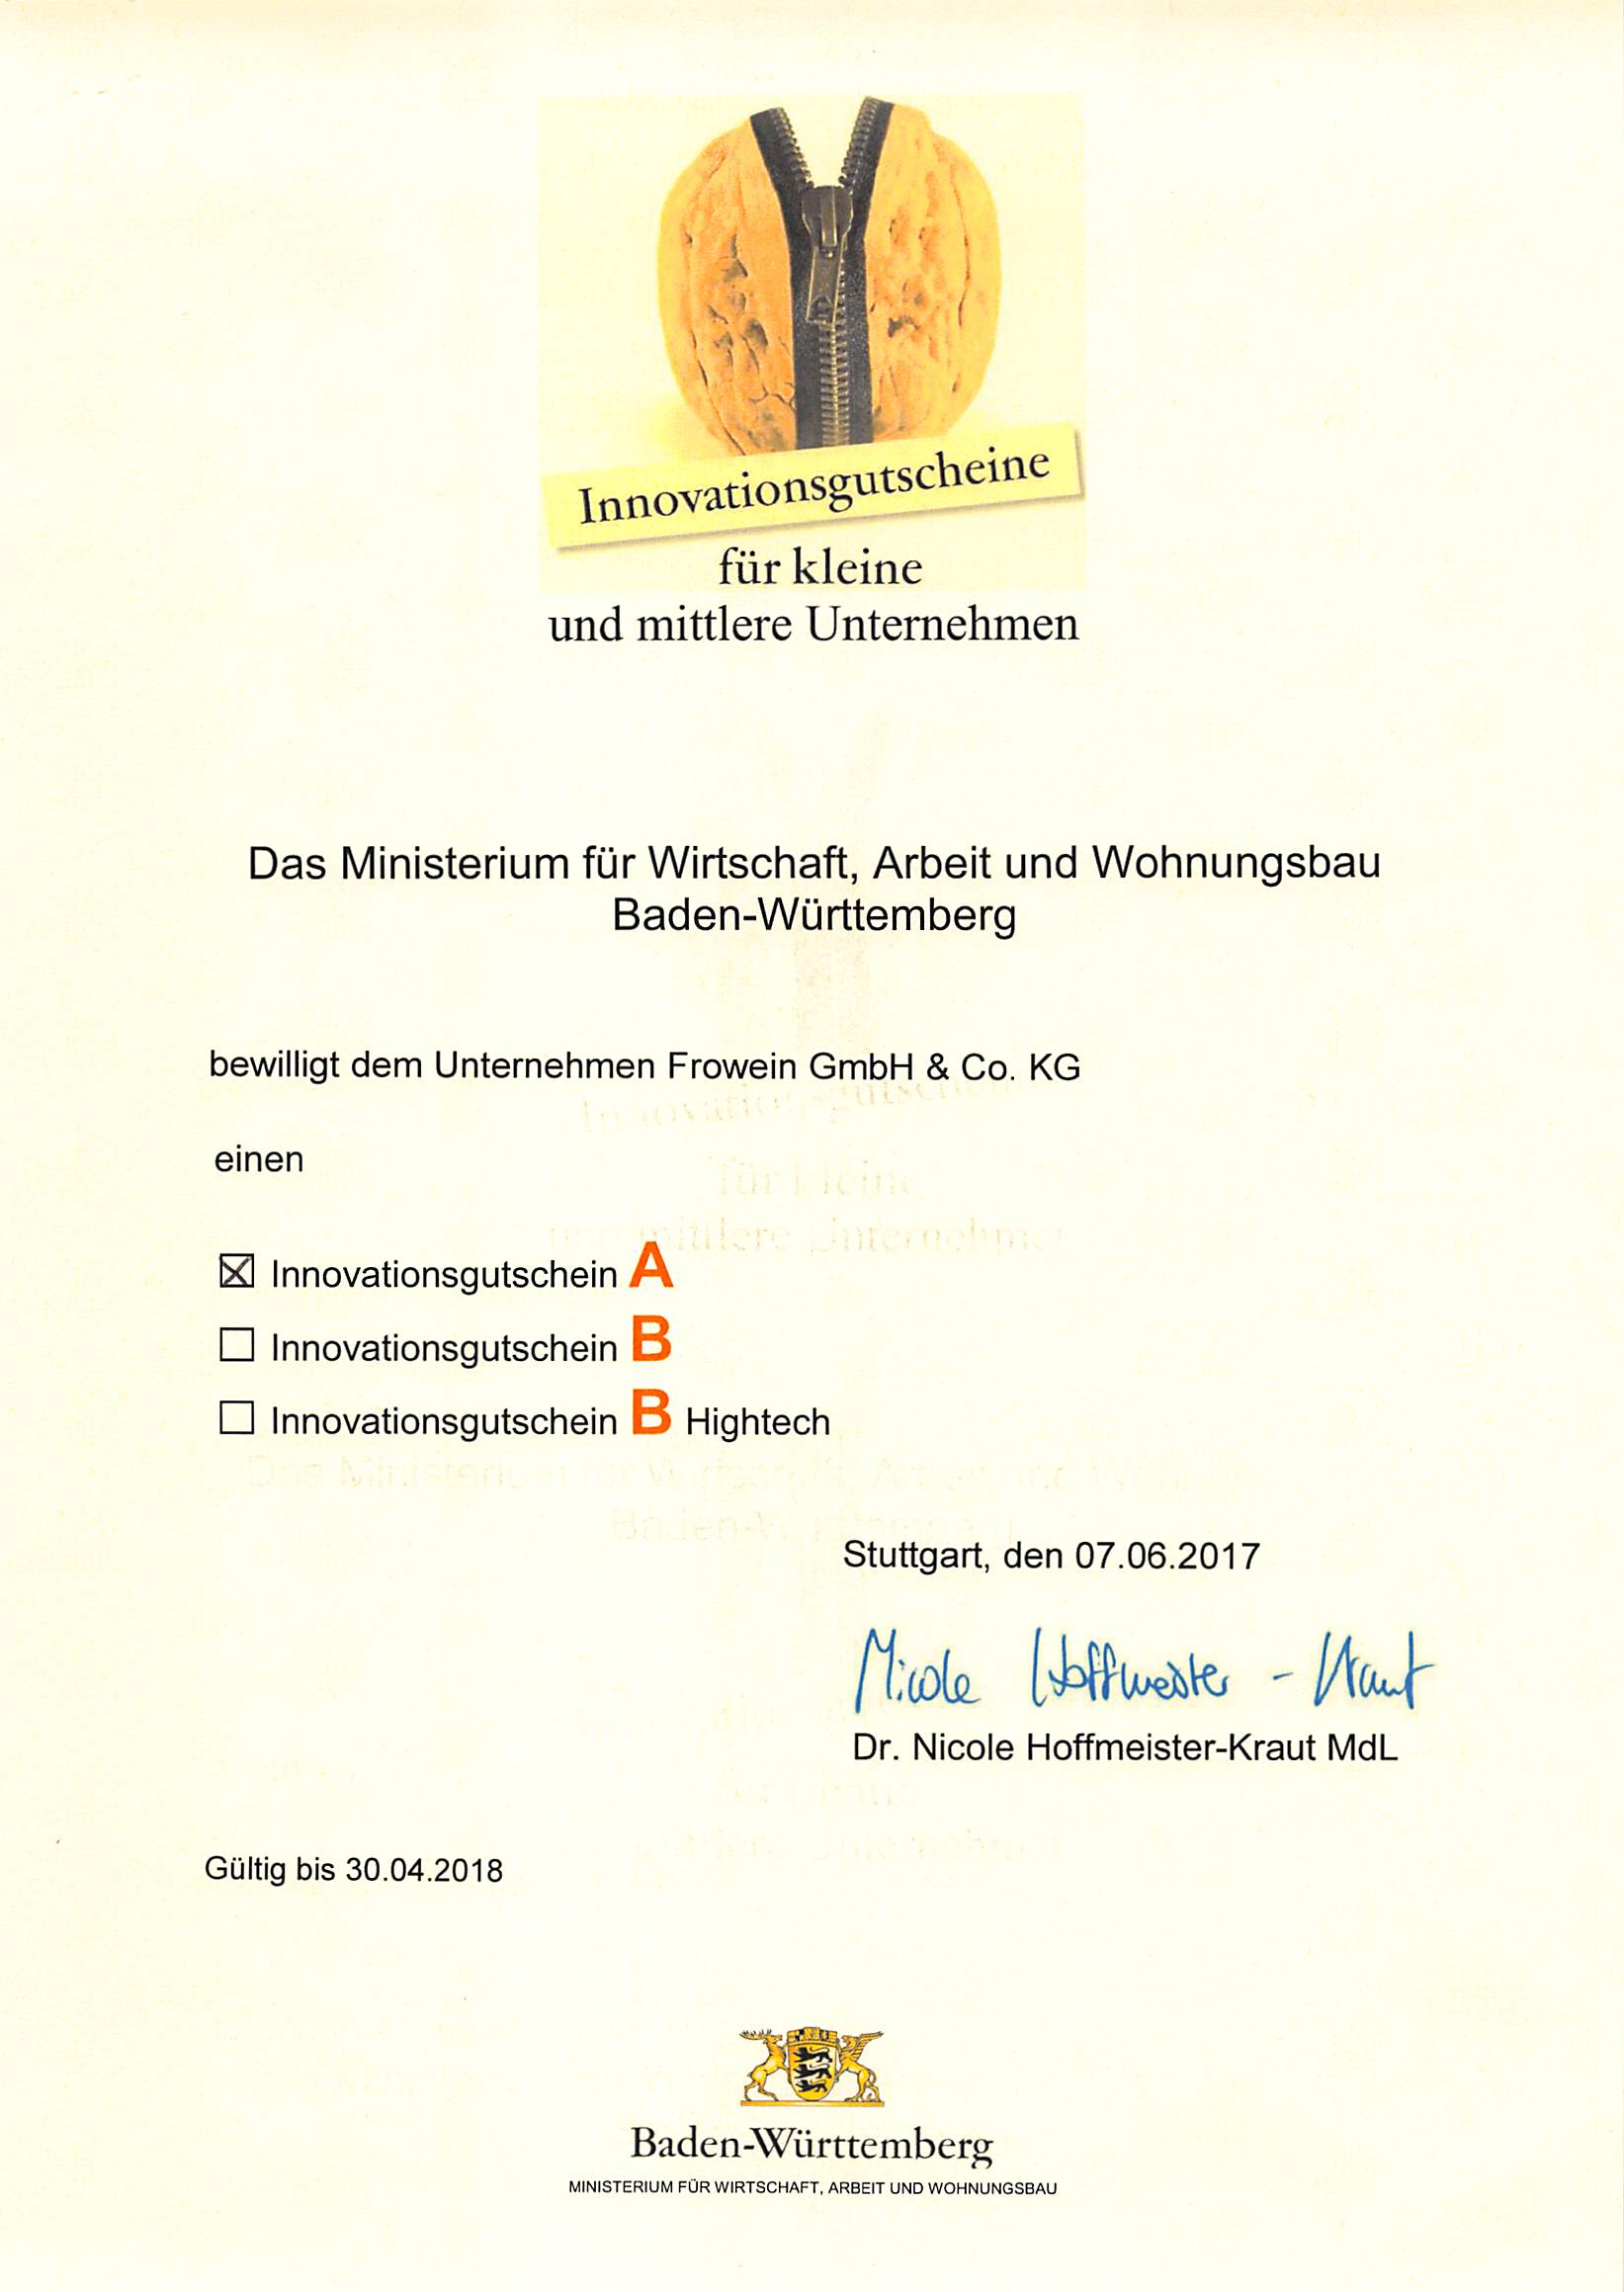 Innovationsgutscheine
für kleine
und mittlere Unternehmen
Das Ministerium für Wirtschaft, Arbeit und Wohnungsbau
Baden-Württemberg
bewilligt dem Unternehmen Frowein GmbH & Co. KG
einen
☒ Innovationsgutschein A
☐ Innovationsgutschein B
☐ Innovationsgutschein B Hightech
Stuttgart, den 07.06.2017
Nicole Hoffmeister-Kraut
Dr. Nicole Hoffmeister-Kraut MdL
Gültig bis 30.04.2018
Baden-Württemberg
MINISTERIUM FÜR WIRTSCHAFT, ARBEIT UND WOHNUNGSBAU